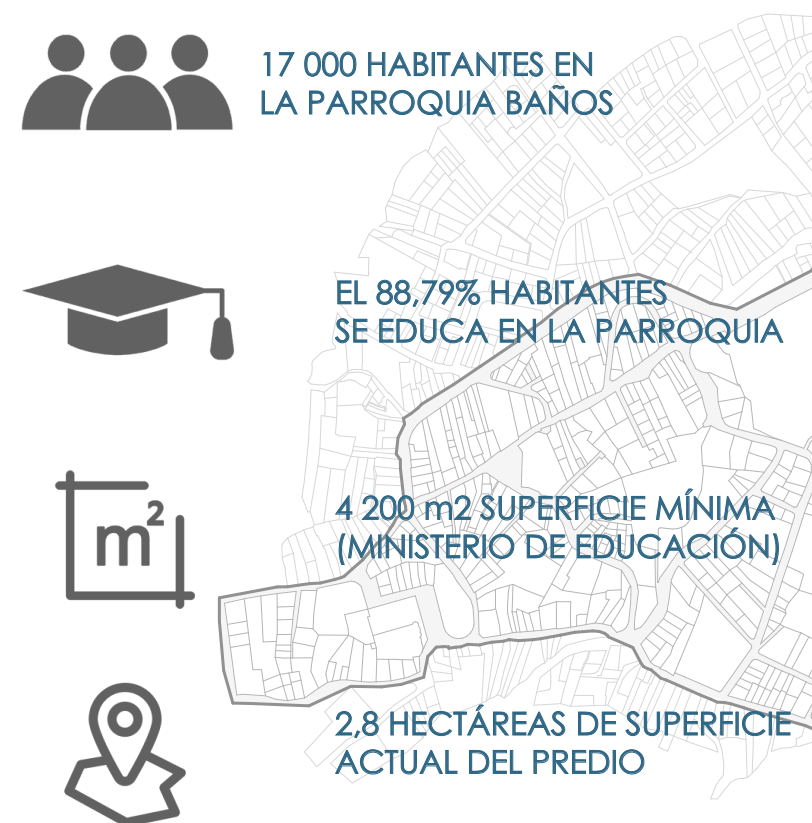 17 000 HABITANTES EN
LA PARROQUIA BAÑOS
EL 88,79% HABITANTES
SE EDUCA EN LA PARROQUIA
m²
4 200 m2 SUPERFICIE MÍNIMA
(MINISTERIO DE EDUCACIÓN)
2,8 HECTÁREAS DE SUPERFICIE
ACTUAL DEL PREDIO